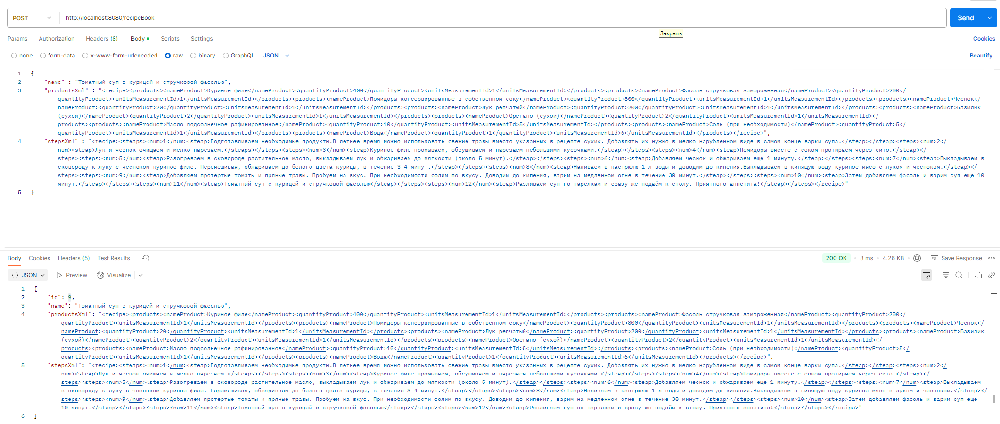 POST
http://localhost:8080/recipeBook
Send
Закрыть
Params Authorization Headers (8) Body Scripts Settings Cookies
none form-data x-www-form-urlencoded raw binary GraphQL JSON Beautify
1 {
2 "name" : "Томатный суп с курицей и стручковой фасолью",
3 "productsXml" : "<recipe><products><nameProduct>Куриное филе</nameProduct><quantityProduct>400</quantityProduct><unitsMeasurementId>1</unitsMeasurementId></products><products><nameProduct>Фасоль стручковая замороженная</nameProduct><quantityProduct>200</
quantityProduct><unitsMeasurementId>1</unitsMeasurementId></products><products><nameProduct>Помидоры консервированные в собственном соку</nameProduct><quantityProduct>800</quantityProduct><unitsMeasurementId>1</unitsMeasurementId></products><products><nameProduct>Чеснок</
nameProduct><quantityProduct>20</quantityProduct><unitsMeasurementId>1</unitsMeasurementId></products><products><nameProduct>Лук репчатый</nameProduct><quantityProduct>200</quantityProduct><unitsMeasurementId>1</unitsMeasurementId></products><products><nameProduct>Базилик
(сухой)</nameProduct><quantityProduct>2</quantityProduct><unitsMeasurementId>1</unitsMeasurementId></products><products><nameProduct>Орегано (сухой)</nameProduct><quantityProduct>2</quantityProduct><unitsMeasurementId>1</unitsMeasurementId></
products><products><nameProduct>Масло подсолнечное рафинированное</nameProduct><quantityProduct>10</quantityProduct><unitsMeasurementId>5</unitsMeasurementId></products><products><nameProduct>Соль (при необходимости)</nameProduct><quantityProduct>5</
quantityProduct><unitsMeasurementId>1</unitsMeasurementId></products><products><nameProduct>Вода</nameProduct><quantityProduct>1</quantityProduct><unitsMeasurementId>6</unitsMeasurementId></products></recipe>",
4 "stepsXml" : "<recipe><steaps><num>1</num><steap>Подготавливаем необходимые продукты.В летнее время можно использовать свежие травы вместо указанных в рецепте сухих. Добавлять их нужно в мелко нарубленном виде в самом конце варки супа.</steap></steap><steps><num>2</
num><steap>Лук и чеснок очищаем и мелко нарезаем.</steaps></steps><steps><num>3</num><steap>Куриное филе промываем, обсушиваем и нарезаем небольшими кусочками.</steap></steps><steps><num>4</num><steap>Помидоры вместе с соком протираем через сито.</steap></
steps><steps><num>5</num><steap>Разогреваем в сковороде растительное масло, выкладываем лук и обжариваем до мягкости (около 5 минут).</steap></steps><steps><num>6</num><steap>Добавляем чеснок и обжариваем еще 1 минуту.</steap></steps><steps><num>7</num><steap>Выкладываем в
сковороду к луку с чесноком куриное филе. Перемешивая, обжариваем до белого цвета курицы, в течение 3-4 минут.</steap></steps><steps><num>8</num><steap>Наливаем в кастрюлю 1 л воды и доводим до кипения.Выкладываем в кипящую воду куриное мясо с луком и чесноком.</steap></
steps><steps><num>9</num><steap>Добавляем протёртые томаты и пряные травы. Пробуем на вкус. При необходимости солим по вкусу. Доводим до кипения, варим на медленном огне в течение 30 минут.</steap></steps><steps><num>10</num><steap>Затем добавляем фасоль и варим суп ещё 10
минут.</steap></steps><steps><num>11</num><steap>Томатный суп с курицей и стручковой фасолью</steap></steps><steps><num>12</num><steap>Разливаем суп по тарелкам и сразу же подаём к столу. Приятного аппетита!</steap></steps></recipe>"
5 }
Body Cookies Headers (5) Test Results 200 OK 8 ms 4.26 KB e.g. Save Response
{} JSON Preview Visualize
1 {
2 "id": 9,
3 "name": "Томатный суп с курицей и стручковой фасолью",
4 "productsXml": "<recipe><products><nameProduct>Куриное филе</nameProduct><quantityProduct>400</quantityProduct><unitsMeasurementId>1</unitsMeasurementId></products><products><nameProduct>Фасоль стручковая замороженная</nameProduct><quantityProduct>200</
quantityProduct><unitsMeasurementId>1</unitsMeasurementId></products><products><nameProduct>Помидоры консервированные в собственном соку</nameProduct><quantityProduct>800</quantityProduct><unitsMeasurementId>1</unitsMeasurementId></products><products><nameProduct>Чеснок</
nameProduct><quantityProduct>20</quantityProduct><unitsMeasurementId>1</unitsMeasurementId></products><products><nameProduct>Лук репчатый</nameProduct><quantityProduct>200</quantityProduct><unitsMeasurementId>1</unitsMeasurementId></products><products><nameProduct>Базилик
(сухой)</nameProduct><quantityProduct>2</quantityProduct><unitsMeasurementId>1</unitsMeasurementId></products><products><nameProduct>Орегано (сухой)</nameProduct><quantityProduct>2</quantityProduct><unitsMeasurementId>1</unitsMeasurementId></
products><products><nameProduct>Масло подсолнечное рафинированное</nameProduct><quantityProduct>10</quantityProduct><unitsMeasurementId>5</unitsMeasurementId></products><products><nameProduct>Соль (при необходимости)</nameProduct><quantityProduct>5</
quantityProduct><unitsMeasurementId>1</unitsMeasurementId></products><products><nameProduct>Вода</nameProduct><quantityProduct>1</quantityProduct><unitsMeasurementId>6</unitsMeasurementId></products></recipe>",
5 "stepsXml": "<recipe><steaps><num>1</num><steap>Подготавливаем необходимые продукты.В летнее время можно использовать свежие травы вместо указанных в рецепте сухих. Добавлять их нужно в мелко нарубленном виде в самом конце варки супа.</steap></steap><steps><num>2</
num><steap>Лук и чеснок очищаем и мелко нарезаем.</steaps></steps><steps><num>3</num><steap>Куриное филе промываем, обсушиваем и нарезаем небольшими кусочками.</steap></steps><steps><num>4</num><steap>Помидоры вместе с соком протираем через сито.</steap></
steps><steps><num>5</num><steap>Разогреваем в сковороде растительное масло, выкладываем лук и обжариваем до мягкости (около 5 минут).</steap></steps><steps><num>6</num><steap>Добавляем чеснок и обжариваем еще 1 минуту.</steap></steps><steps><num>7</num><steap>Выкладываем
в сковороду к луку с чесноком куриное филе. Перемешивая, обжариваем до белого цвета курицы, в течение 3-4 минут.</steap></steps><steps><num>8</num><steap>Наливаем в кастрюлю 1 л воды и доводим до кипения.Выкладываем в кипящую воду куриное мясо с луком и чесноком.</steap></
steps><steps><num>9</num><steap>Добавляем протёртые томаты и пряные травы. Пробуем на вкус. При необходимости солим по вкусу. Доводим до кипения, варим на медленном огне в течение 30 минут.</steap></steps><steps><num>10</num><steap>Затем добавляем фасоль и варим суп ещё
10 минут.</steap></steps><steps><num>11</num><steap>Томатный суп с курицей и стручковой фасолью</steap></steps><steps><num>12</num><steap>Разливаем суп по тарелкам и сразу же подаём к столу. Приятного аппетита!</steap></steps></recipe>"
6 }